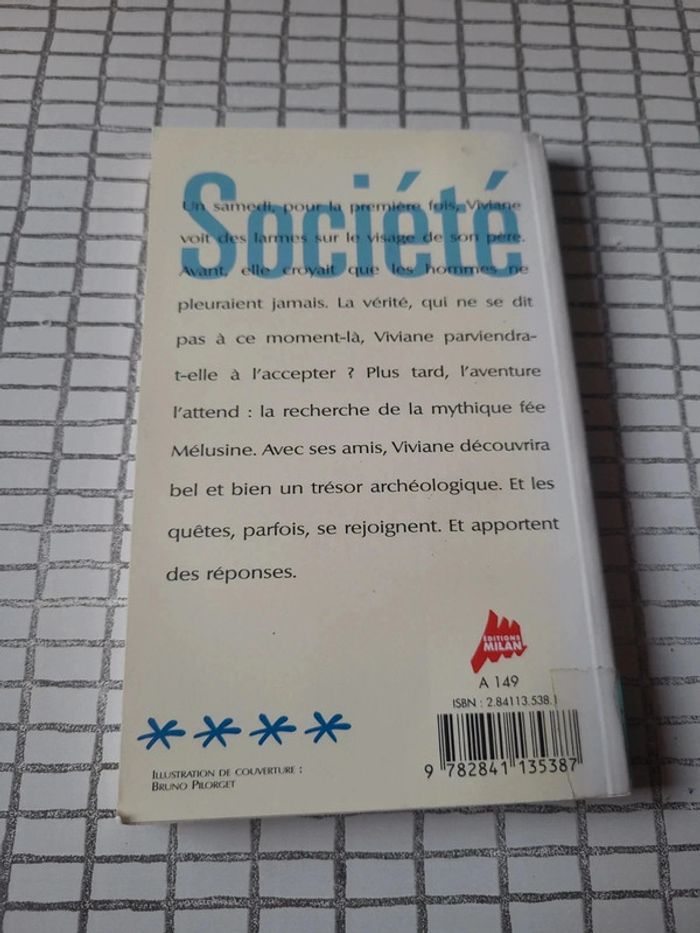 Société
Un samedi, pour la première fois, Viviane
voit des larmes sur le visage de son père.
Avant, elle croyait que les hommes ne
pleuraient jamais. La vérité, qui ne se dit
pas à ce moment-là, Viviane parviendra-
t-elle à l'accepter ? Plus tard, l'aventure
l'attend : la recherche de la mythique fée
Mélusine. Avec ses amis, Viviane découvrira
bel et bien un trésor archéologique. Et les
quêtes, parfois, se rejoignent. Et apportent
des réponses.
ÉDITIONS
MILAN
A 149
ISBN : 2.84113.538.1
9 782841 135387
ILLUSTRATION DE COUVERTURE :
BRUNO PILORGET